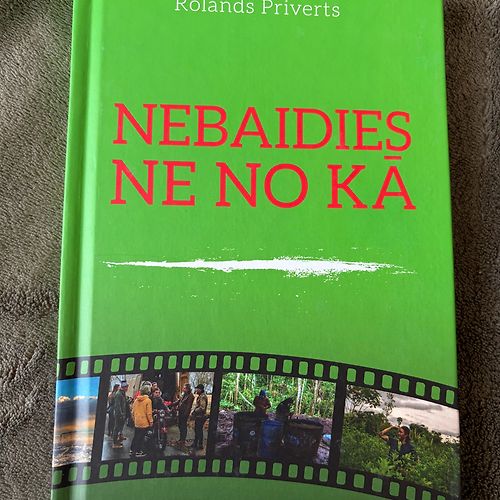 Rolands Priverts
NEBAIDIES
NE NO KĀ